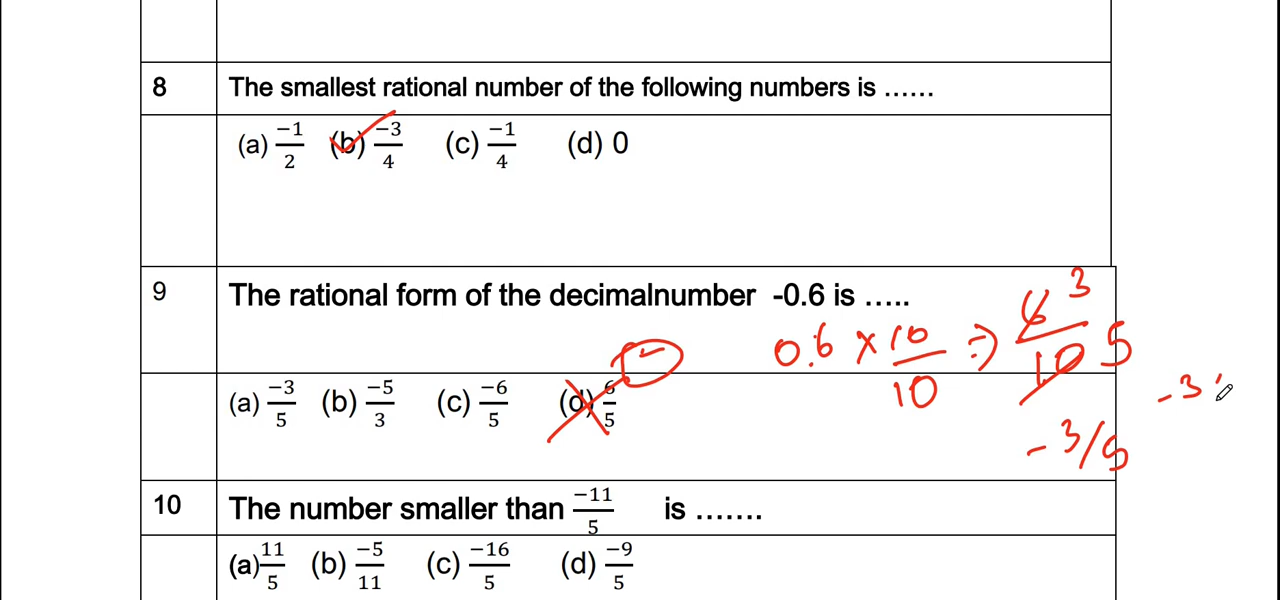 8 The smallest rational number of the following numbers is ……
(a) −1/2 (b) −3/4 (c) −1/4 (d) 0
9 The rational form of the decimalnumber -0.6 is …..
0.6 × 10/10 ⇒ 6/10 3 5
(a) −3/5 (b) −5/3 (c) −6/5 (d) 6/5
- 3
- 3/5
10 The number smaller than −11/5 is …….
(a) 11/5 (b) −5/11 (c) −16/5 (d) −9/5